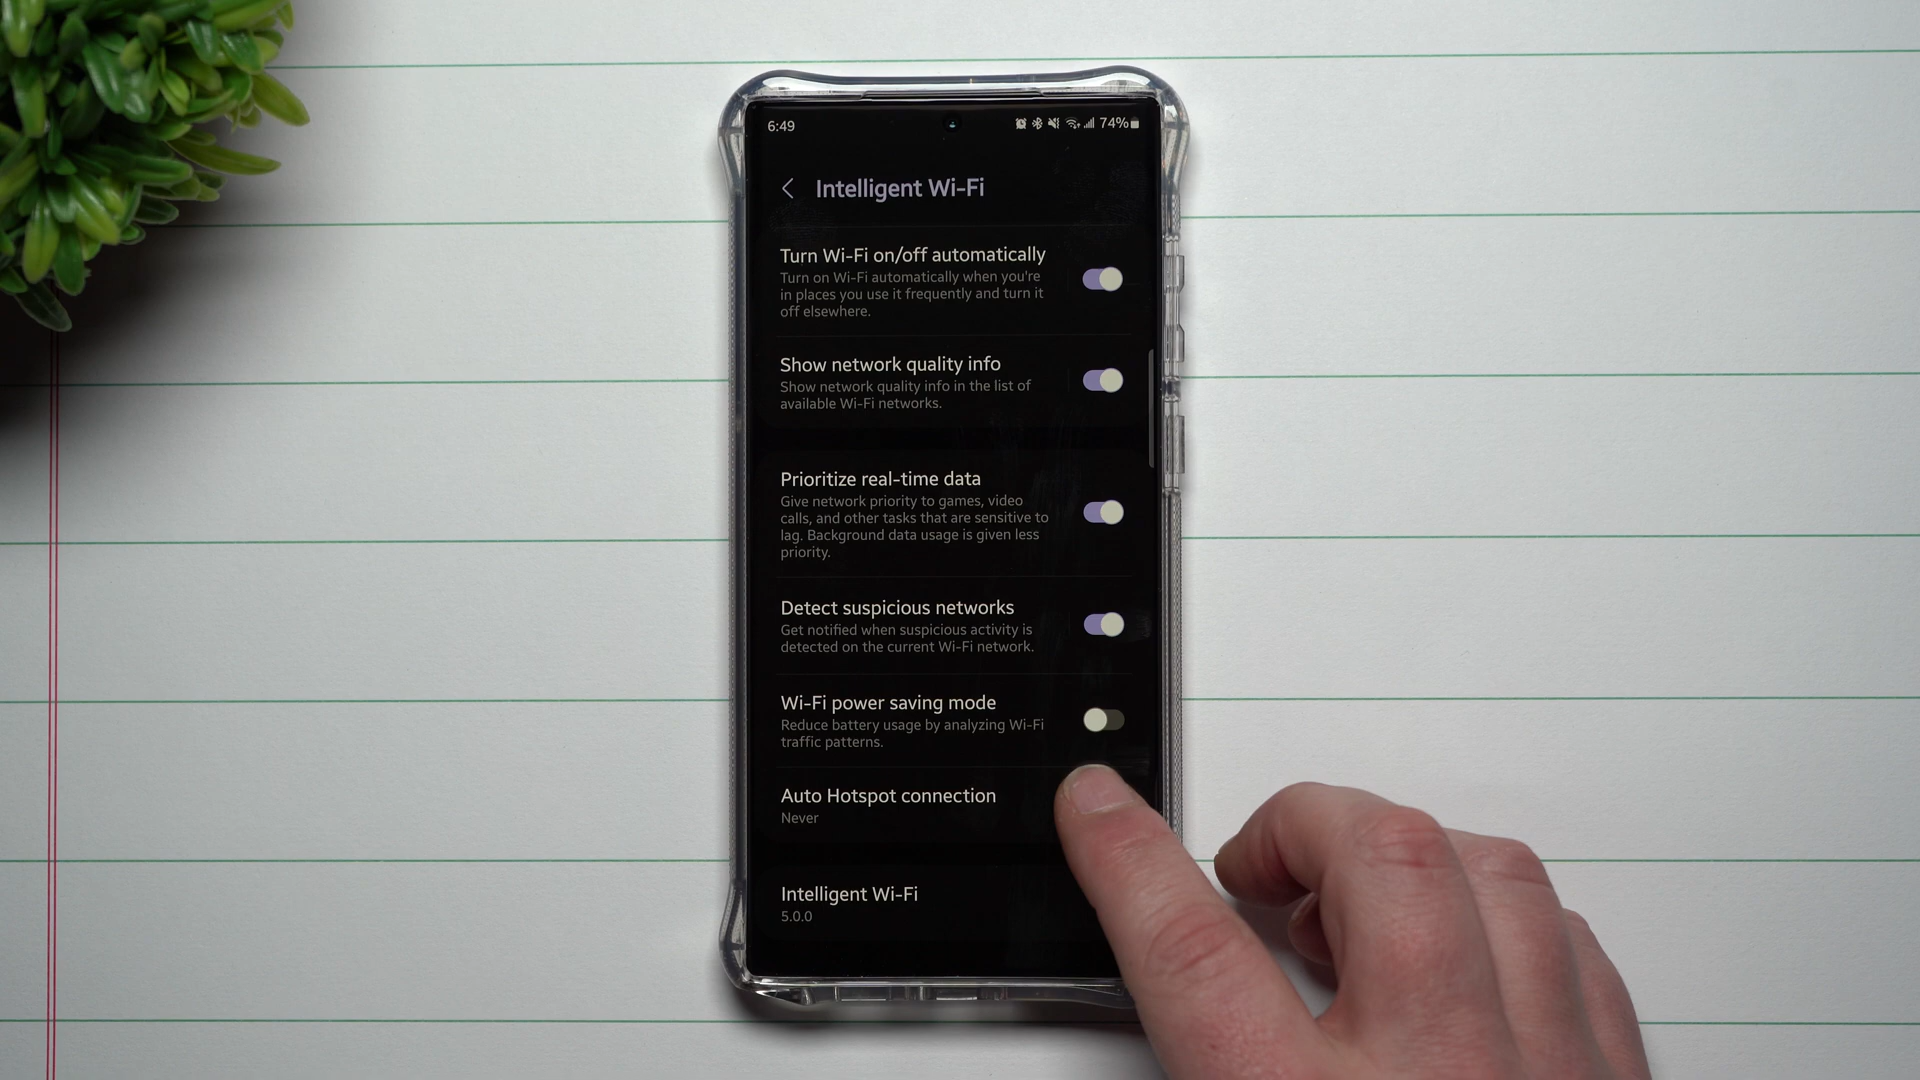 6:49
74%
Intelligent Wi-Fi
Turn Wi-Fi on/off automatically
Turn on Wi-Fi automatically when you're
in places you use it frequently and turn it
off elsewhere.
Show network quality info
Show network quality info in the list of
available Wi-Fi networks.
Prioritize real-time data
Give network priority to games, video
calls, and other tasks that are sensitive to
lag. Background data usage is given less
priority.
Detect suspicious networks
Get notified when suspicious activity is
detected on the current Wi-Fi network.
Wi-Fi power saving mode
Reduce battery usage by analyzing Wi-Fi
traffic patterns.
Auto Hotspot connection
Never
Intelligent Wi-Fi
5.0.0